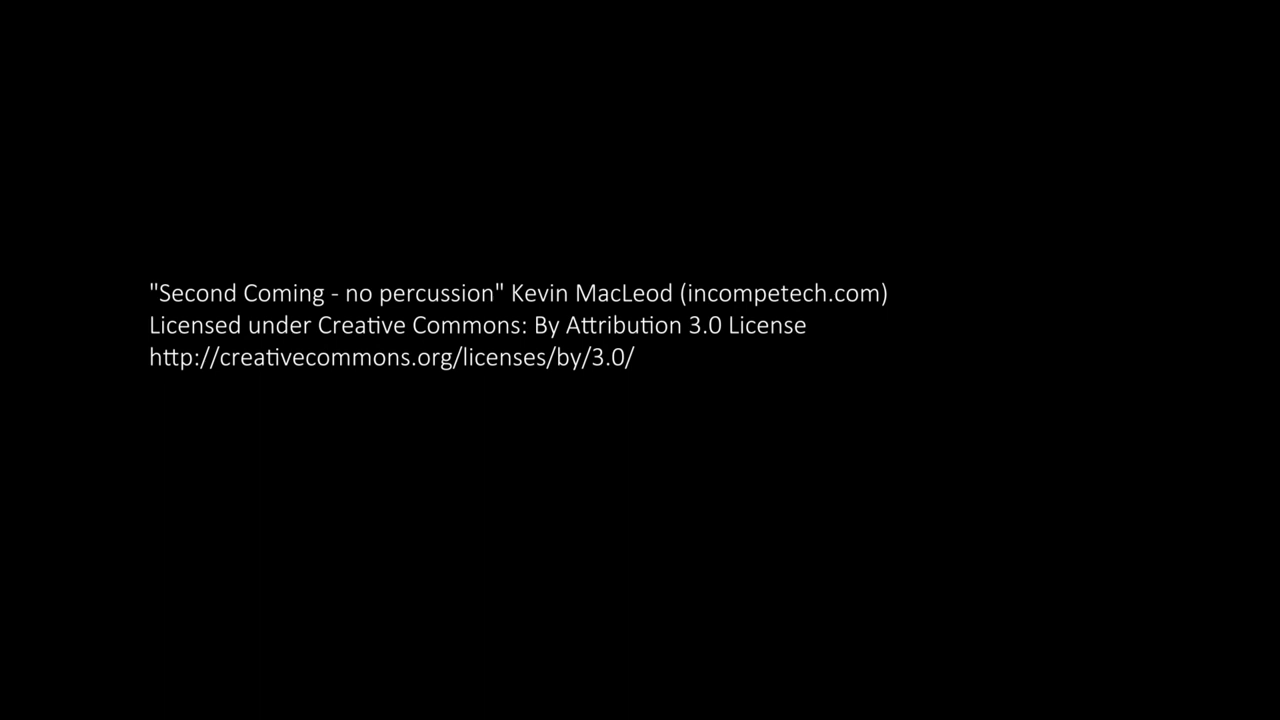 "Second Coming - no percussion" Kevin MacLeod (incompetech.com)
Licensed under Creative Commons: By Attribution 3.0 License
http://creativecommons.org/licenses/by/3.0/